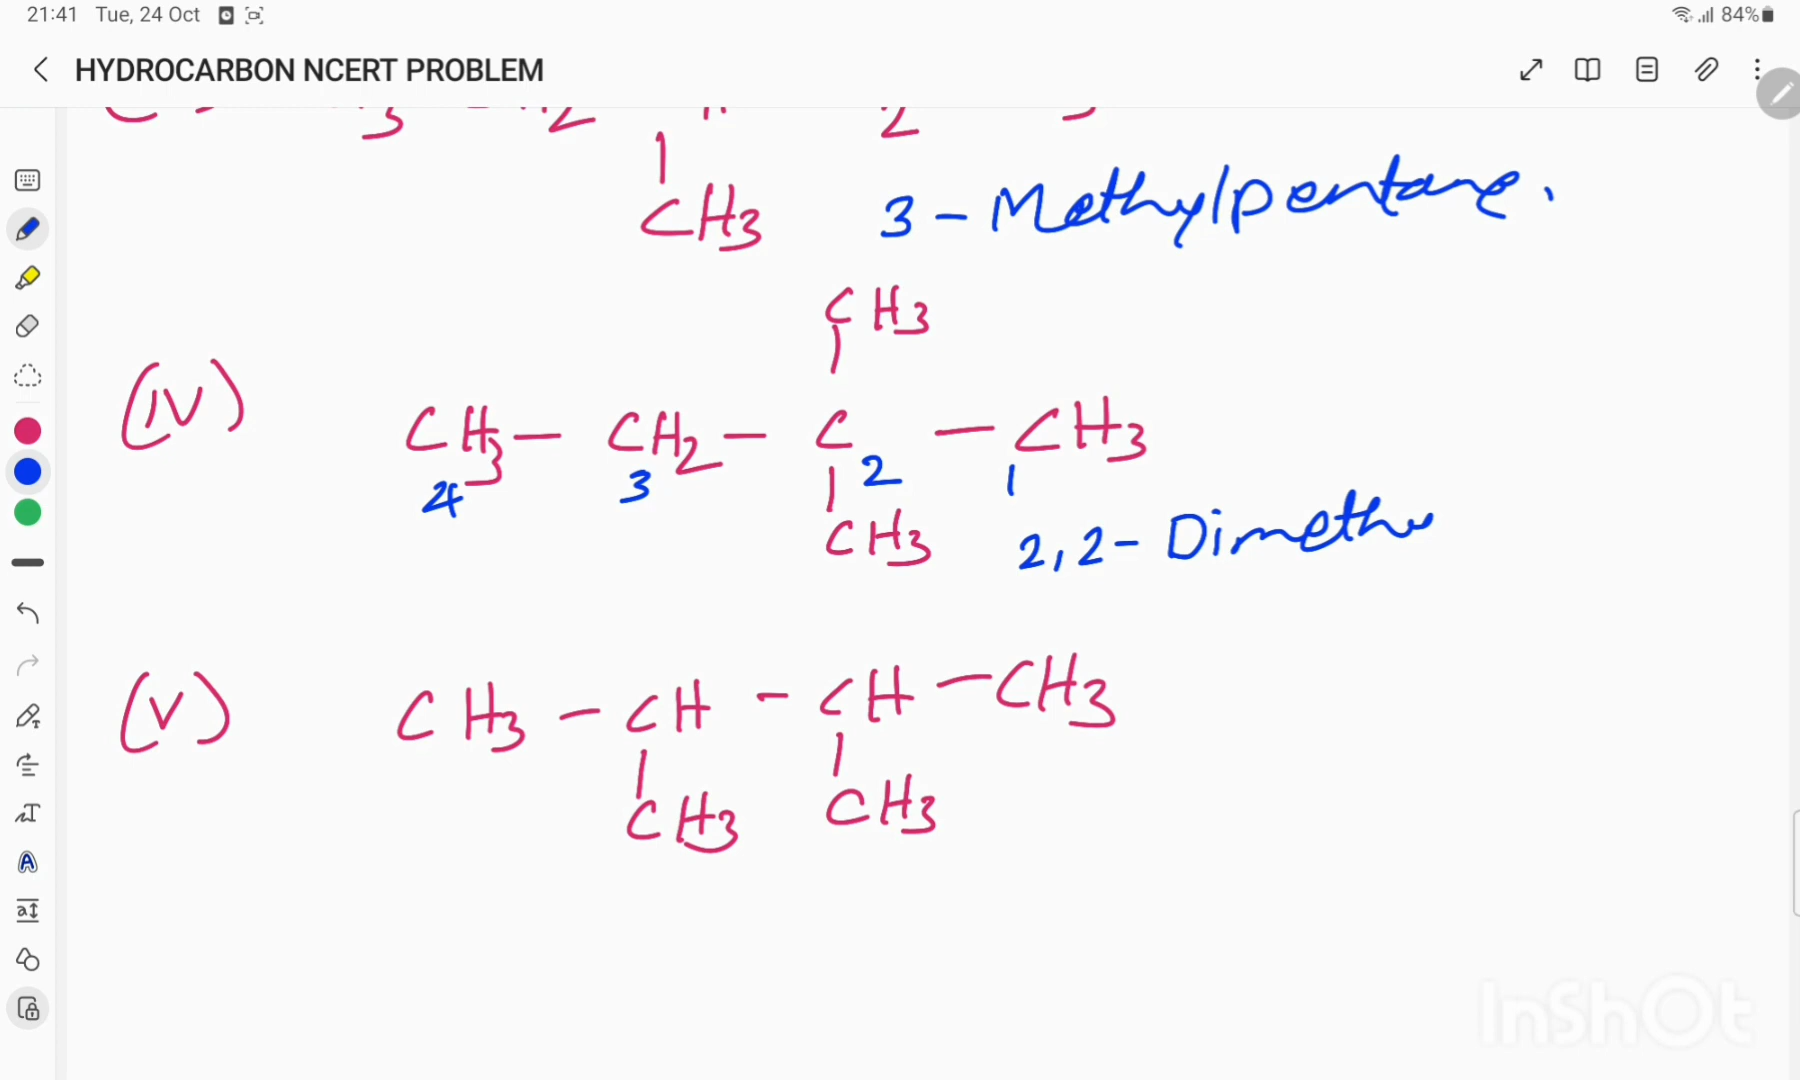 21:41 Tue, 24 Oct
84%
HYDROCARBON NCERT PROBLEM
CH3
3-Methylpentane.
CH3
(IV)
CH3-CH2-C-CH3
4 3 2 1
CH3
2,2-Dimethy
(V)
CH3-CH-CH-CH3
CH3 CH3
InShOt